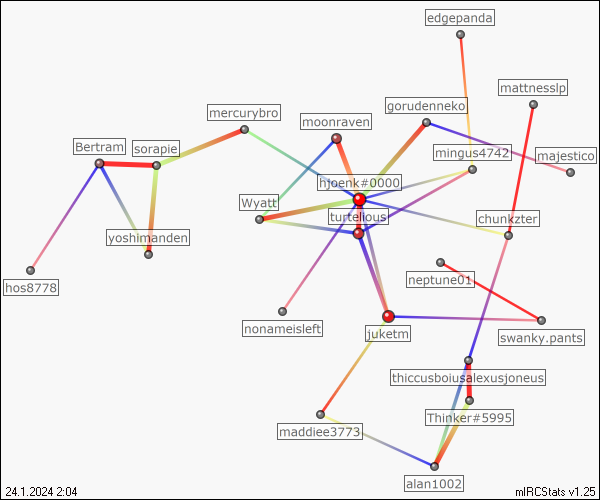 edgepanda
mattnesslp
gorudenneko
mercurybro
moonraven
Bertram
sorapie
mingus4742
majestico
hjoenk#0000
Wyatt
turtelious
chunkzter
yoshimanden
hos8778
neptune01
nonameisleft
juketm
swanky.pants
thiccusboiusalexusjoneus
Thinker#5995
maddiee3773
alan1002
24.1.2024 2:04
mIRCStats v1.25